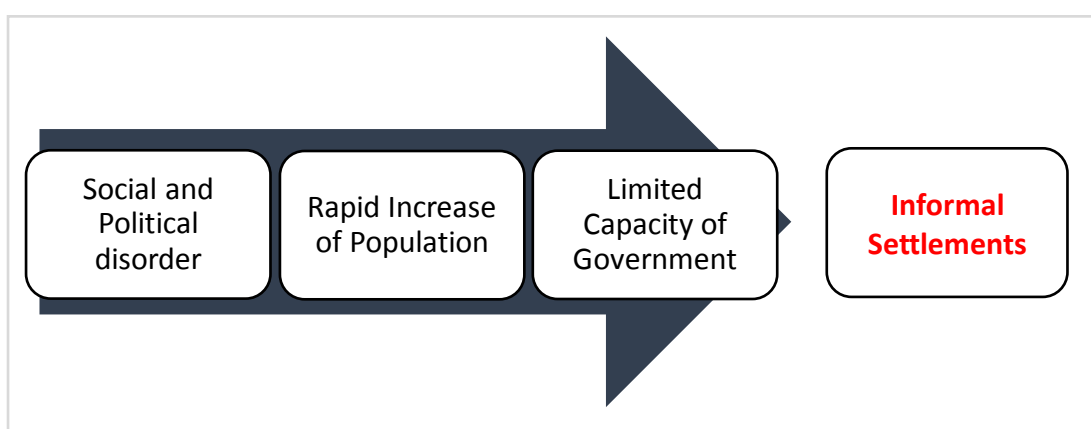 Social and
Political
disorder
Rapid Increase
of Population
Limited
Capacity of
Government
Informal
Settlements